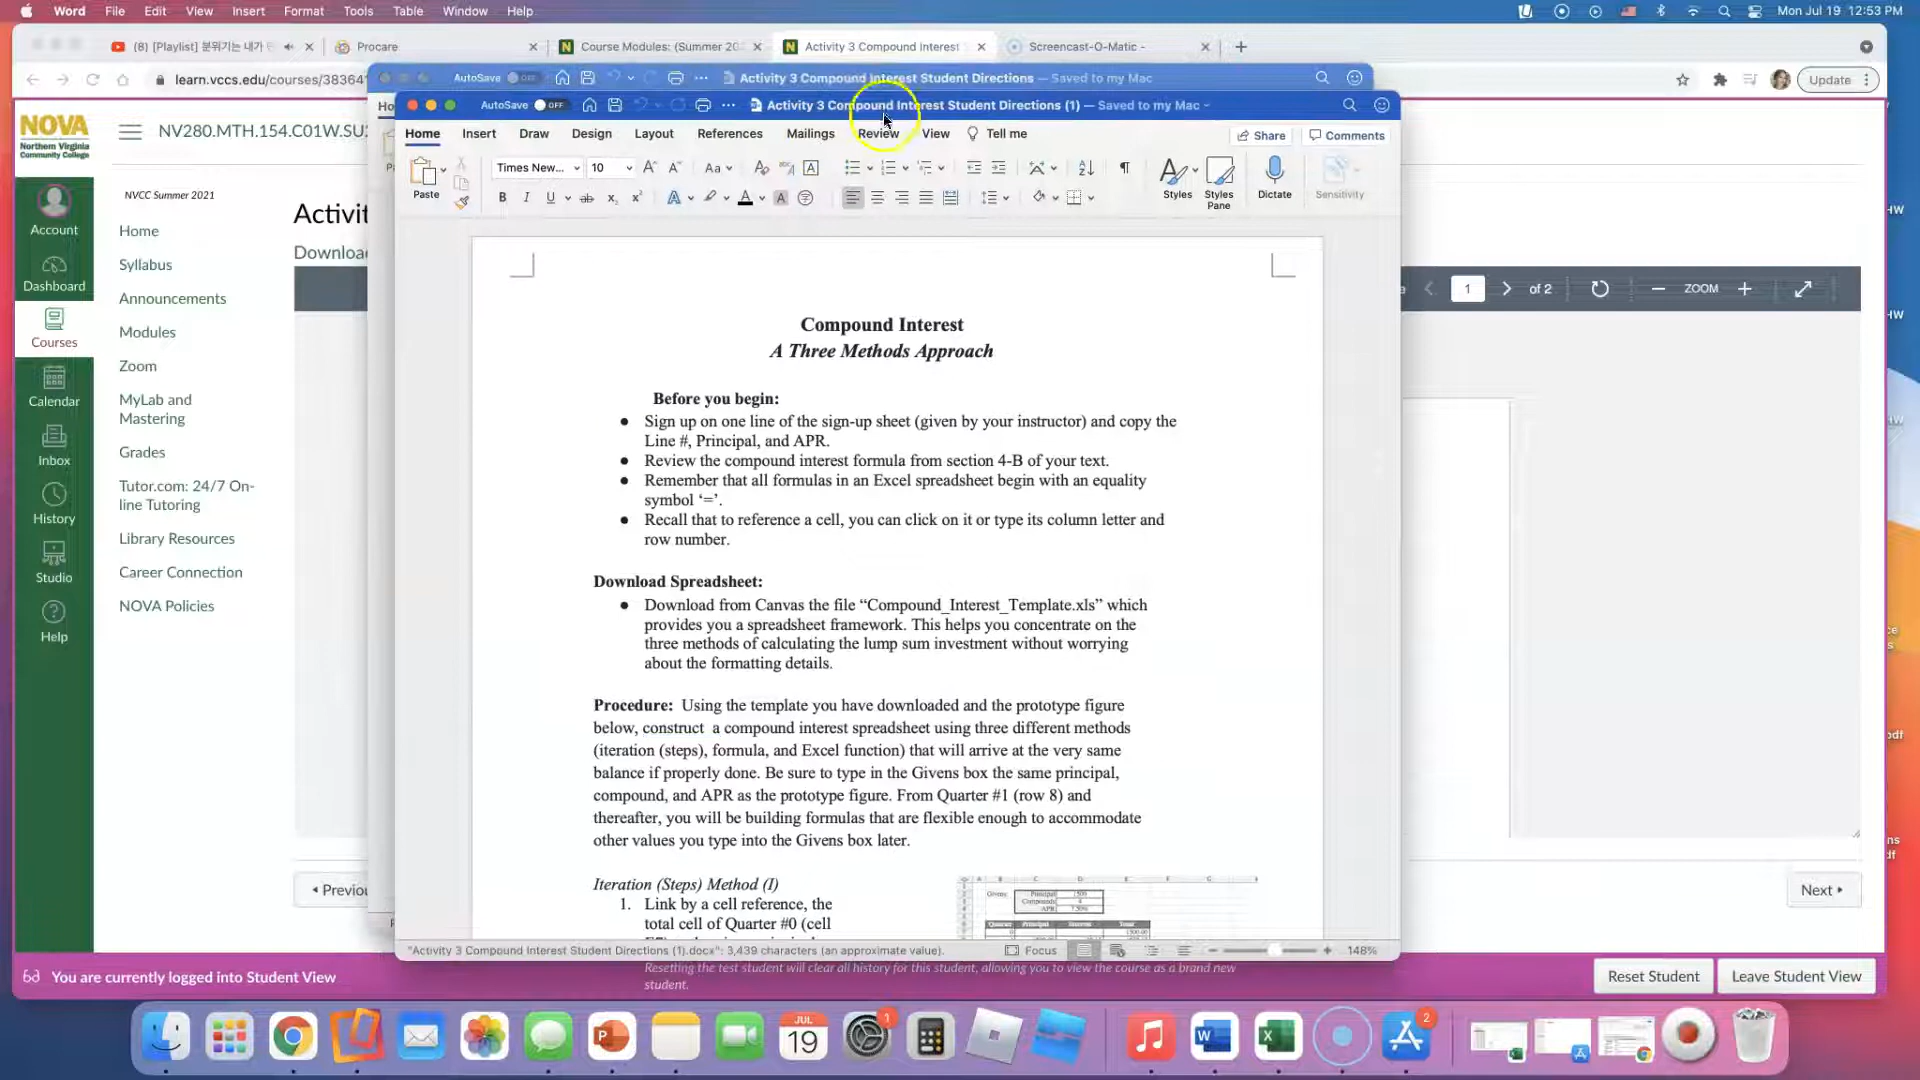 Word File Edit View Insert Format Tools Table Window Help Mon Jul 19 12:53 PM
(8) [Playlist] 분위기는 내가 Procare Course Modules: (Summer 20 Activity 3 Compound Interest Screencast-O-Matic -
learn.vccs.edu/courses/38364 Update
AutoSave OFF Activity 3 Compound Interest Student Directions — Saved to my Mac
AutoSave OFF Activity 3 Compound Interest Student Directions (1) — Saved to my Mac
Home Insert Draw Design Layout References Mailings Review View Tell me Share Comments
Times New... 10 Aa
Paste Styles Styles Pane Dictate Sensitivity
NOVA
Northern Virginia
Community College
NV280.MTH.154.C01W.SU
Account
Dashboard
Courses
Calendar
Inbox
History
Studio
Help
NVCC Summer 2021
Home
Syllabus
Announcements
Modules
Zoom
MyLab and
Mastering
Grades
Tutor.com: 24/7 On-
line Tutoring
Library Resources
Career Connection
NOVA Policies
Activit
Download
1 of 2 ZOOM
Compound Interest
A Three Methods Approach
Before you begin:
● Sign up on one line of the sign-up sheet (given by your instructor) and copy the
Line #, Principal, and APR.
● Review the compound interest formula from section 4-B of your text.
● Remember that all formulas in an Excel spreadsheet begin with an equality
symbol ‘=’.
● Recall that to reference a cell, you can click on it or type its column letter and
row number.
Download Spreadsheet:
● Download from Canvas the file “Compound_Interest_Template.xls” which
provides you a spreadsheet framework. This helps you concentrate on the
three methods of calculating the lump sum investment without worrying
about the formatting details.
Procedure: Using the template you have downloaded and the prototype figure
below, construct a compound interest spreadsheet using three different methods
(iteration (steps), formula, and Excel function) that will arrive at the very same
balance if properly done. Be sure to type in the Givens box the same principal,
compound, and APR as the prototype figure. From Quarter #1 (row 8) and
thereafter, you will be building formulas that are flexible enough to accommodate
other values you type into the Givens box later.
Iteration (Steps) Method (I)
1. Link by a cell reference, the
total cell of Quarter #0 (cell
Previou Next
"Activity 3 Compound Interest Student Directions (1).docx": 3,439 characters (an approximate value). Focus 148%
You are currently logged into Student View
Resetting the test student will clear all history for this student, allowing you to view the course as a brand new
student.
Reset Student Leave Student View
JUL
19
1
2